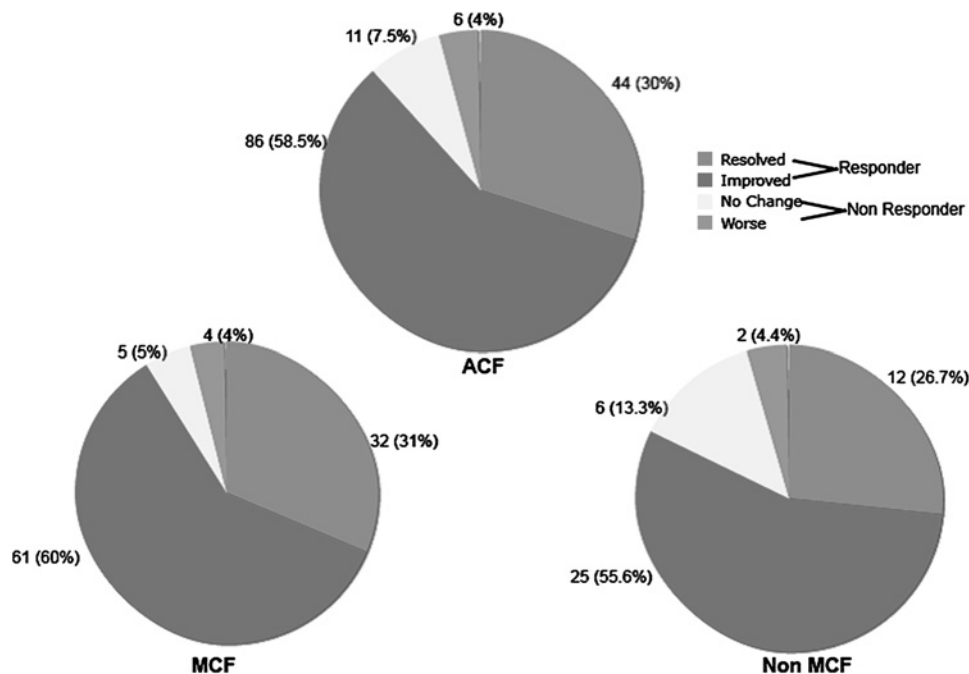 6 (4%)
11 (7.5%)
44 (30%)
86 (58.5%)
Resolved
Improved
Responder
No Change
Worse
Non Responder
ACF
4 (4%)
5 (5%)
32 (31%)
61 (60%)
MCF
2 (4.4%)
12 (26.7%)
6 (13.3%)
25 (55.6%)
Non MCF